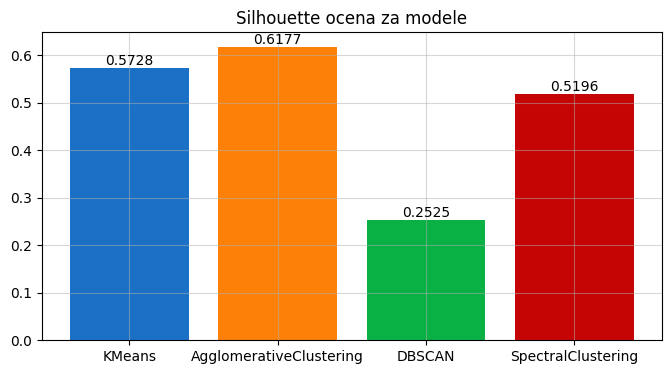 Silhouette ocena za modele
0.6
0.5
0.4
0.3
0.2
0.1
0.0
0.5728
0.6177
0.2525
0.5196
KMeans
AgglomerativeClustering
DBSCAN
SpectralClustering